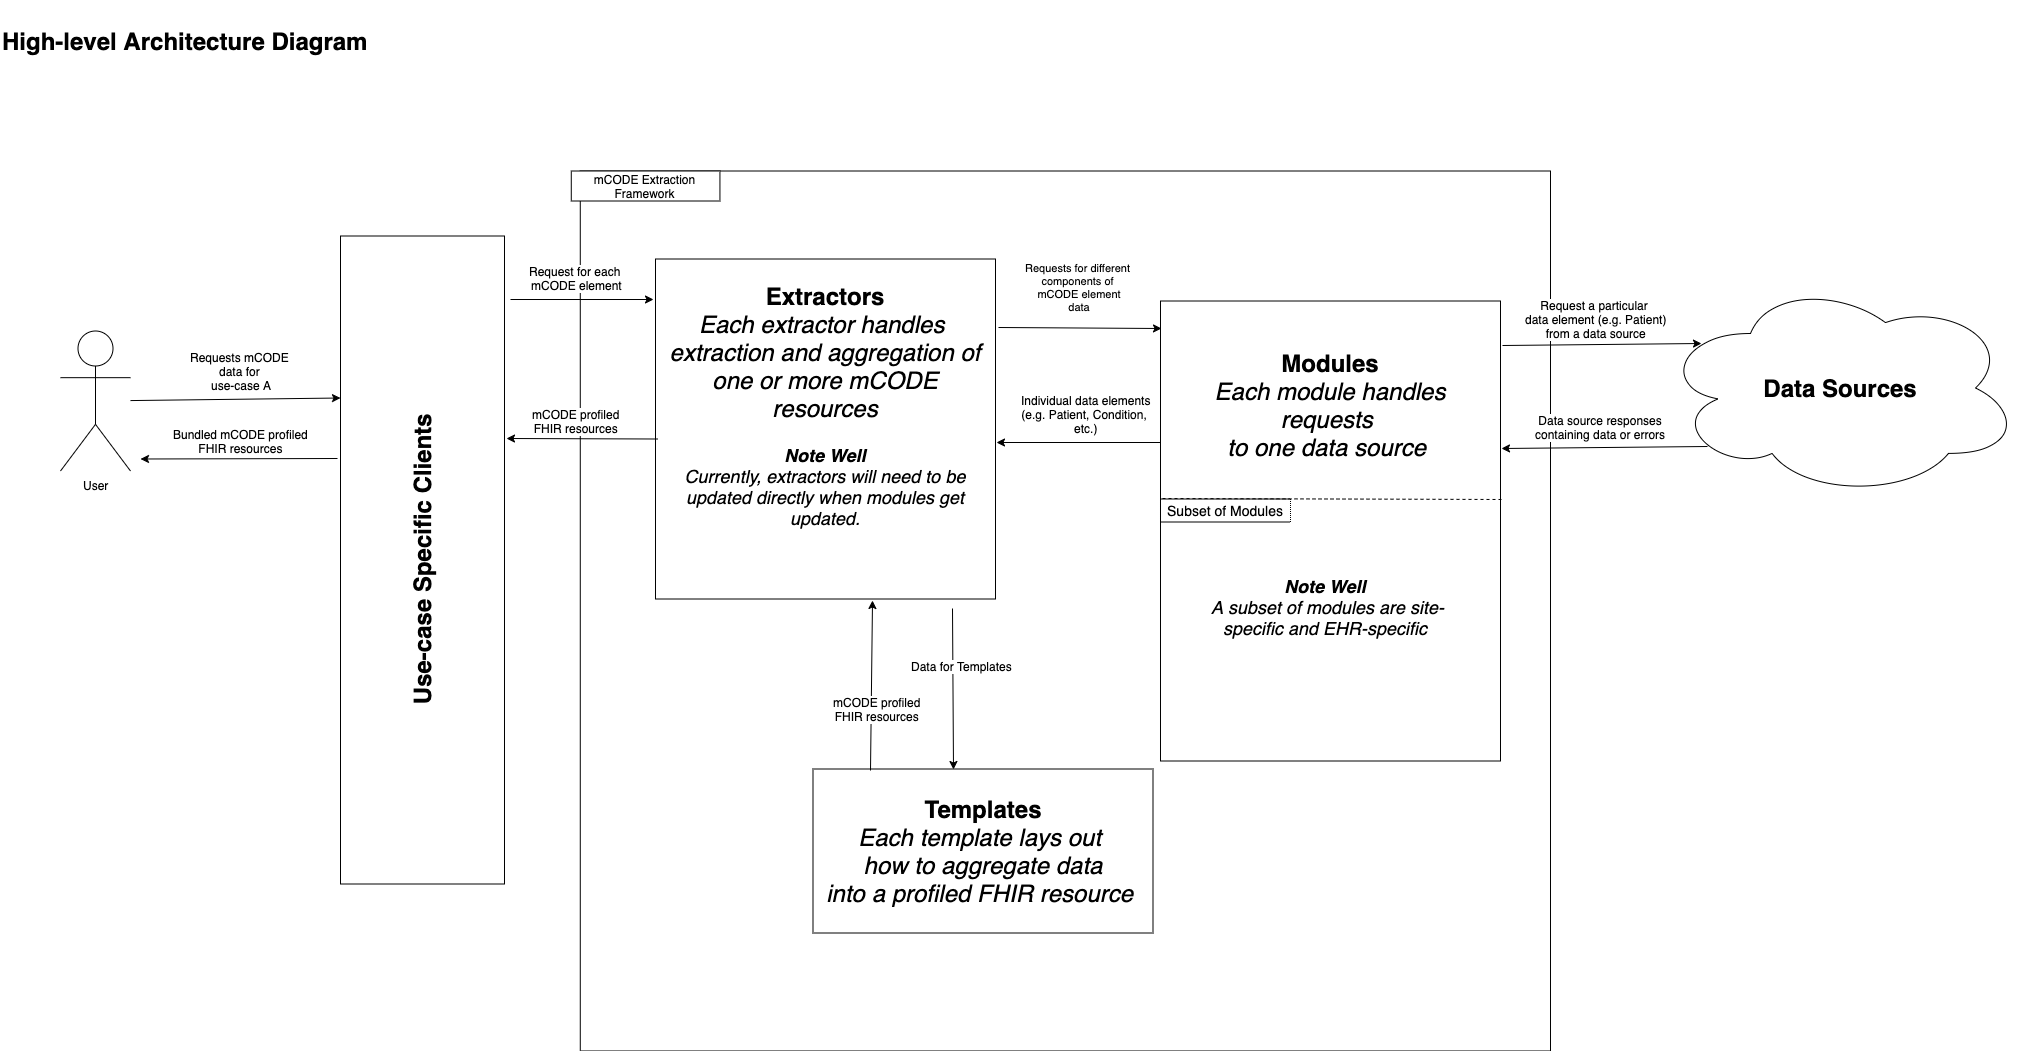 High-level Architecture Diagram
mCODE Extraction
Framework
User
Requests mCODE
data for
use-case A
Bundled mCODE profiled
FHIR resources
Use-case Specific Clients
Request for each
mCODE element
mCODE profiled
FHIR resources
Extractors
Each extractor handles
extraction and aggregation of
one or more mCODE
resources
Note Well
Currently, extractors will need to be
updated directly when modules get
updated.
Requests for different
components of
mCODE element
data
Individual data elements
(e.g. Patient, Condition,
etc.)
Modules
Each module handles
requests
to one data source
Subset of Modules
Note Well
A subset of modules are site-
specific and EHR-specific
Request a particular
data element (e.g. Patient)
from a data source
Data source responses
containing data or errors
Data Sources
Data for Templates
mCODE profiled
FHIR resources
Templates
Each template lays out
how to aggregate data
into a profiled FHIR resource